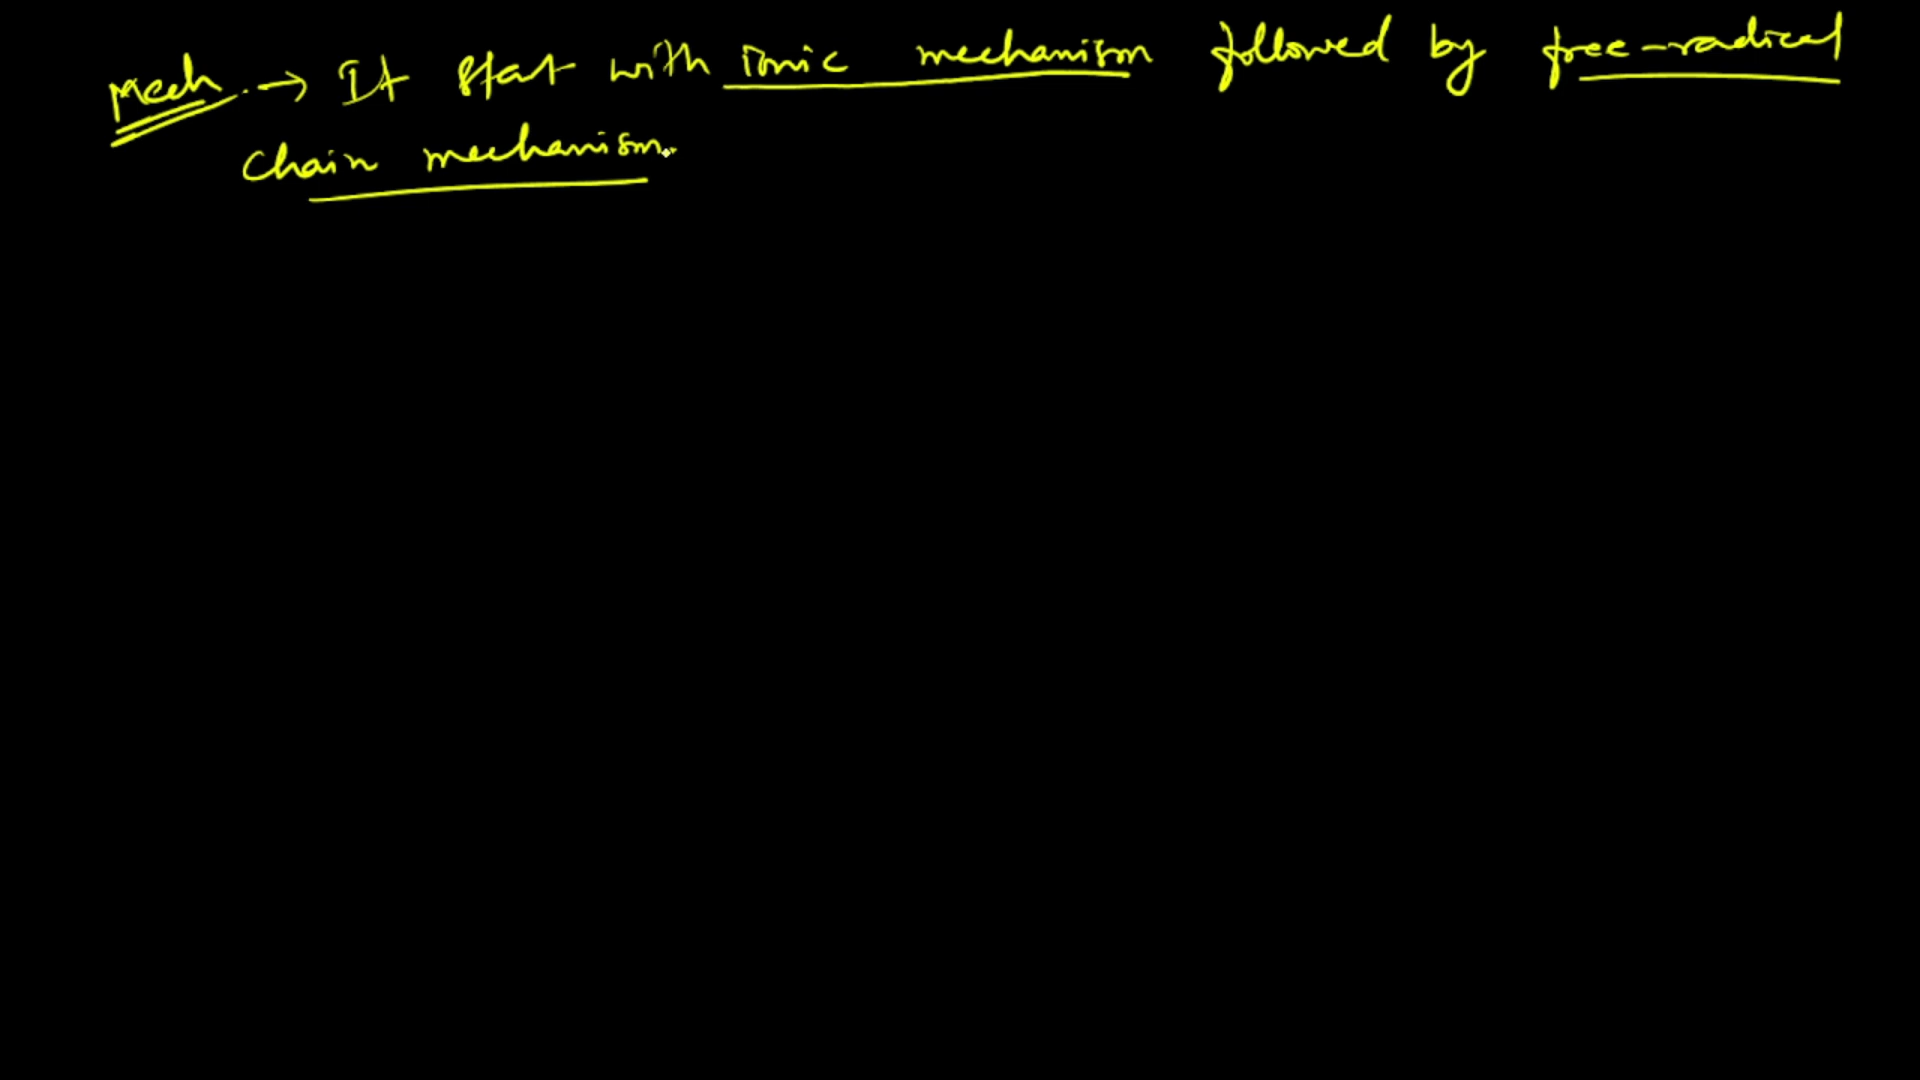 Mech → It start with ionic mechanism followed by free-radical
chain mechanism.